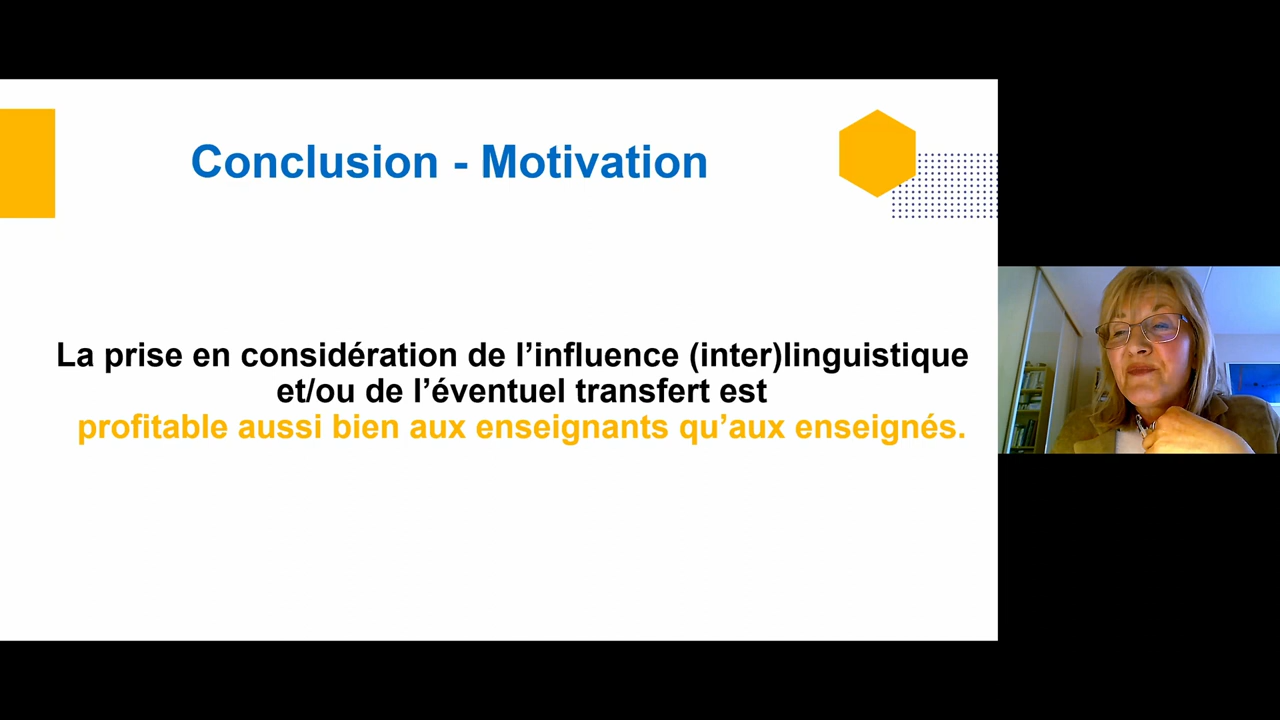 Conclusion - Motivation
La prise en considération de l’influence (inter)linguistique
et/ou de l’éventuel transfert est
profitable aussi bien aux enseignants qu’aux enseignés.